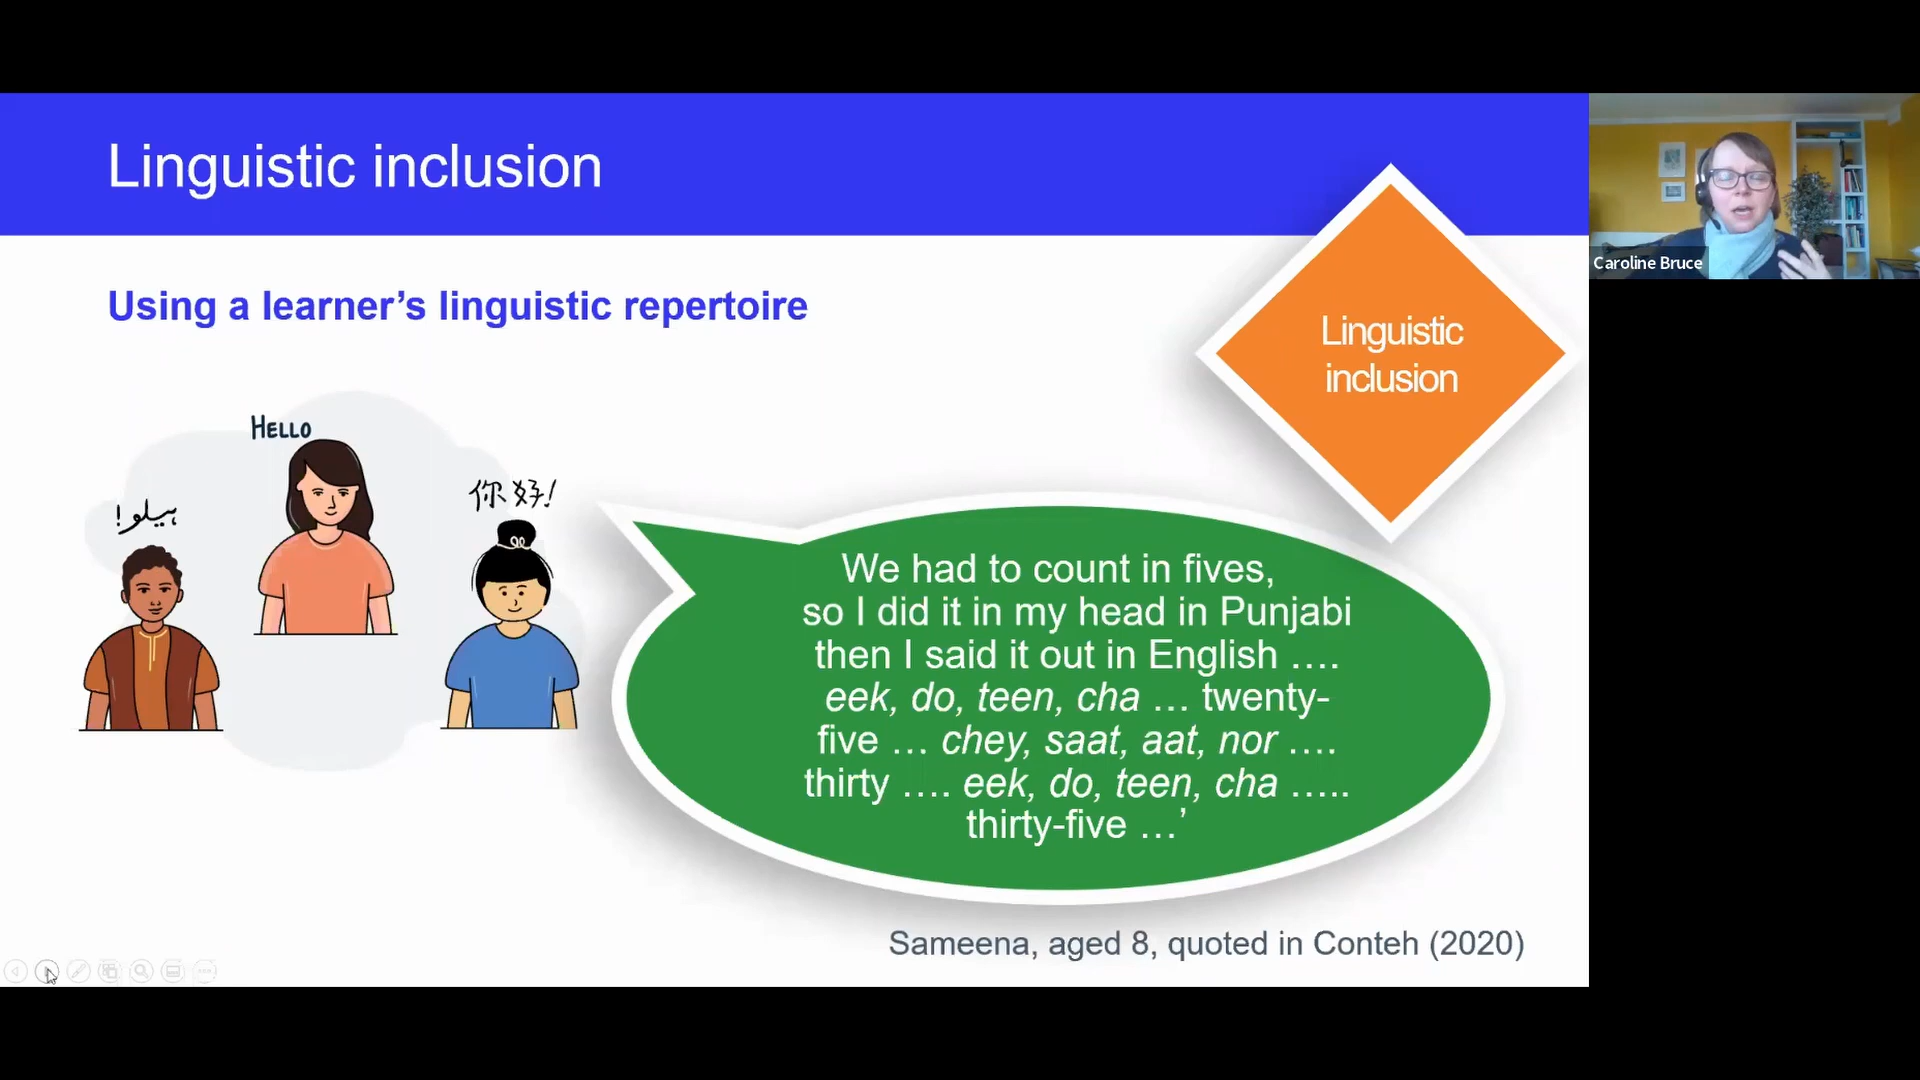 Linguistic inclusion
Using a learner’s linguistic repertoire
Linguistic
inclusion
HELLO
ہیلو!
你好!
We had to count in fives,
so I did it in my head in Punjabi
then I said it out in English ….
eek, do, teen, cha … twenty-
five … chey, saat, aat, nor ….
thirty …. eek, do, teen, cha …..
thirty-five …’
Sameena, aged 8, quoted in Conteh (2020)
Caroline Bruce